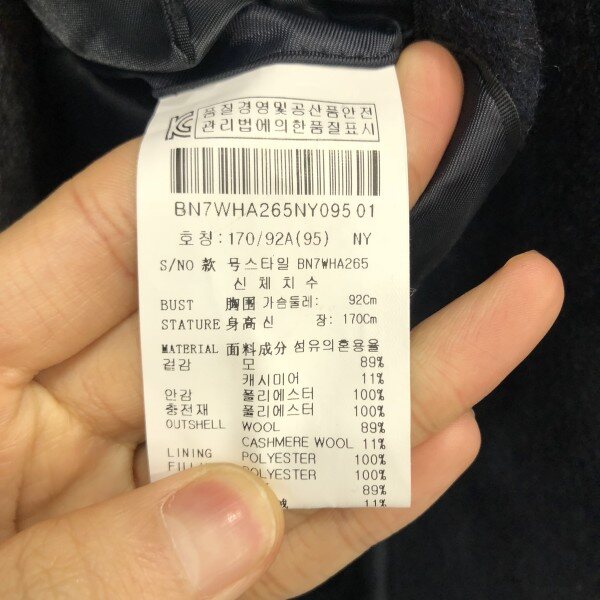 품질경영및공산품안전
관리법에의한품질표시
BN7WHA265NY095 01
호칭: 170/92A(95) NY
S/NO 款 号스타일 BN7WHA265
신체치수
BUST 胸围 가슴둘레: 92Cm
STATURE 身高 신 장: 170Cm
MATERIAL 面料成分 섬유의혼용율
겉감 모 89%
캐시미어 11%
안감 폴리에스터 100%
충전재 폴리에스터 100%
OUTSHELL WOOL 89%
CASHMERE WOOL 11%
LINING POLYESTER 100%
POLYESTER 100%
89%
11%